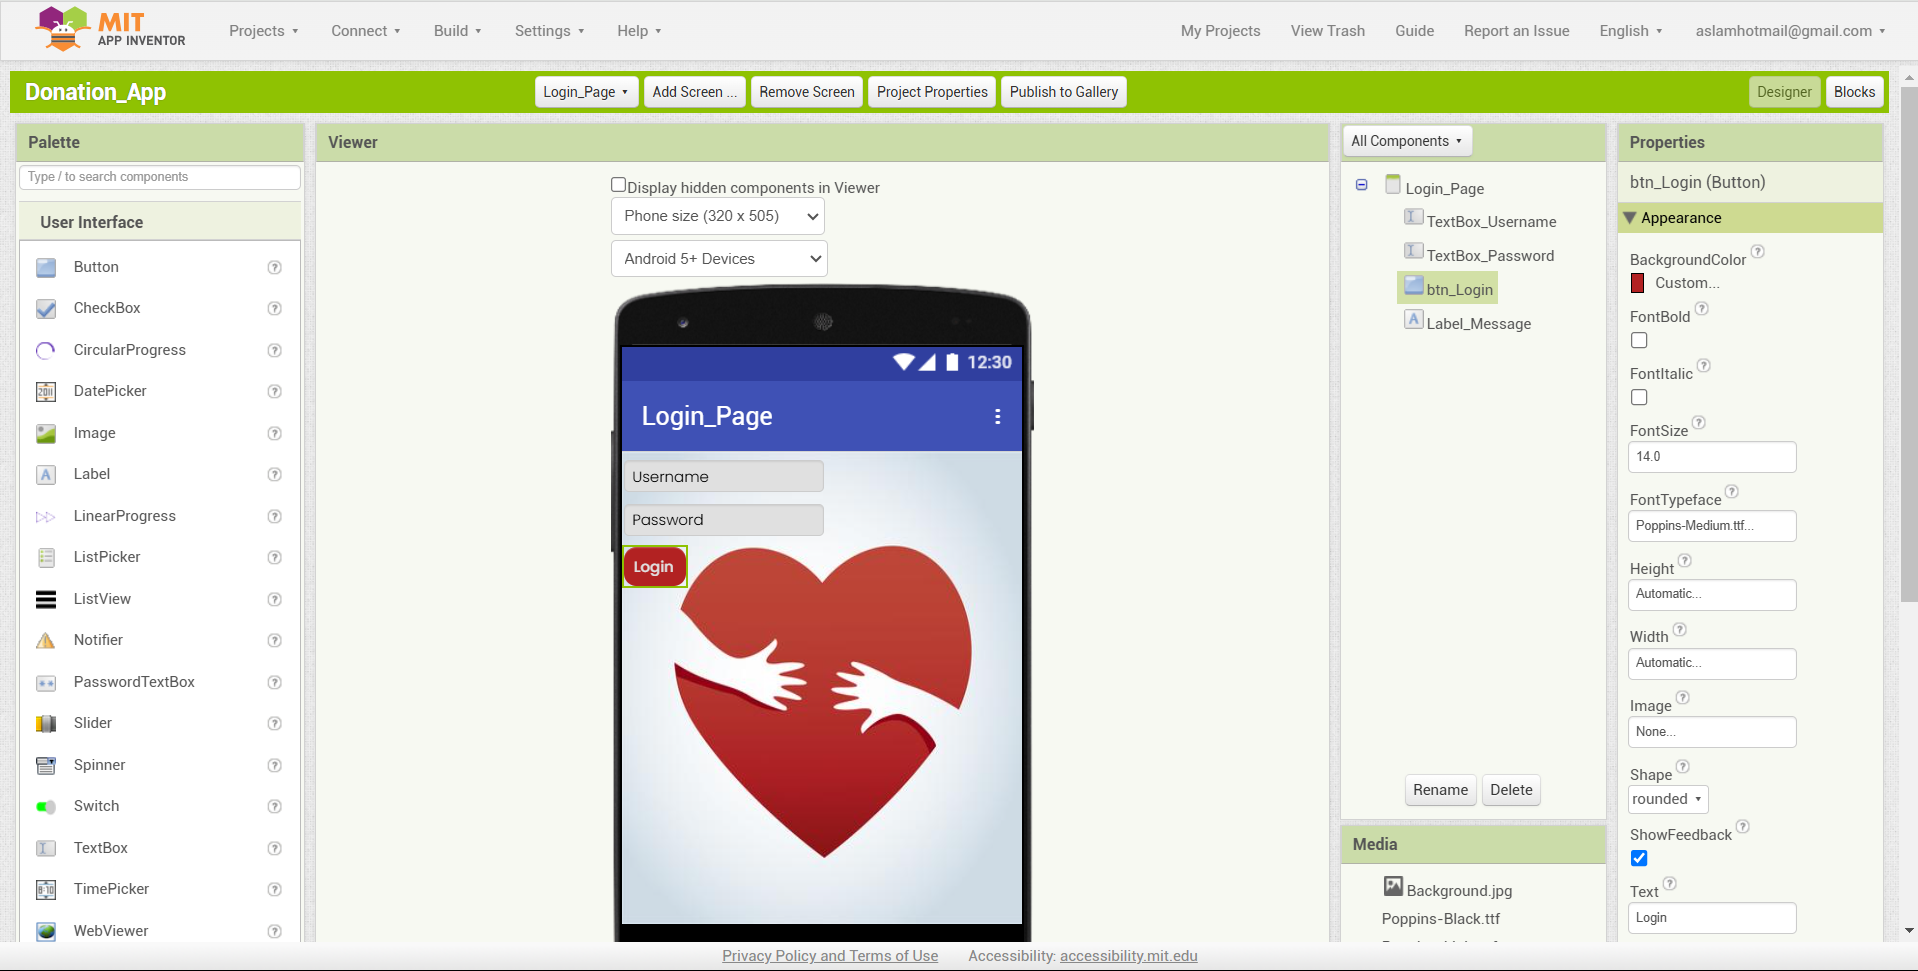 MIT
APP INVENTOR
Projects
Connect
Build
Settings
Help
My Projects
View Trash
Guide
Report an Issue
English
aslamhotmail@gmail.com
Donation_App
Login_Page
Add Screen ...
Remove Screen
Project Properties
Publish to Gallery
Designer
Blocks
Palette
Type / to search components
User Interface
Button
CheckBox
CircularProgress
DatePicker
Image
Label
LinearProgress
ListPicker
ListView
Notifier
PasswordTextBox
Slider
Spinner
Switch
TextBox
TimePicker
WebViewer
Viewer
Display hidden components in Viewer
Phone size (320 x 505)
Android 5+ Devices
12:30
Login_Page
Username
Password
Login
All Components
Login_Page
TextBox_Username
TextBox_Password
btn_Login
Label_Message
Rename
Delete
Media
Background.jpg
Poppins-Black.ttf
Properties
btn_Login (Button)
Appearance
BackgroundColor
Custom...
FontBold
FontItalic
FontSize
14.0
FontTypeface
Poppins-Medium.ttf...
Height
Automatic...
Width
Automatic...
Image
None...
Shape
rounded
ShowFeedback
Text
Login
Privacy Policy and Terms of Use
Accessibility: accessibility.mit.edu